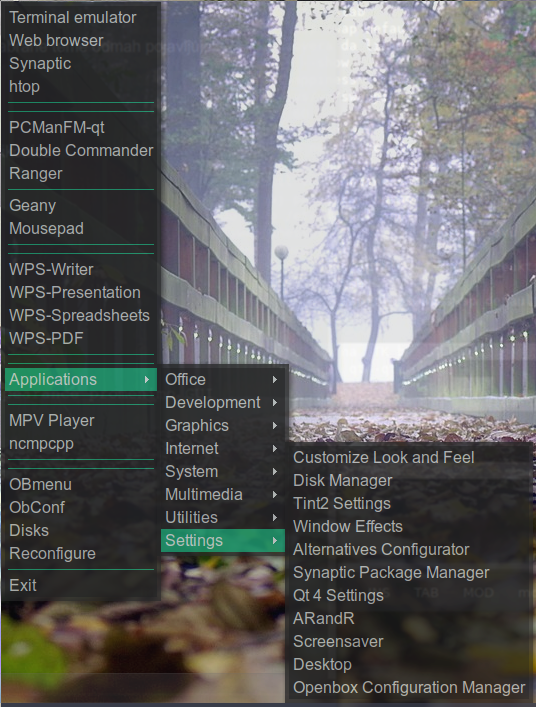 Terminal emulator
Web browser
Synaptic
htop
PCManFM-qt
Double Commander
Ranger
Geany
Mousepad
WPS-Writer
WPS-Presentation
WPS-Spreadsheets
WPS-PDF
Applications
MPV Player
ncmpcpp
OBmenu
ObConf
Disks
Reconfigure
Exit
Office
Development
Graphics
Internet
System
Multimedia
Utilities
Settings
Customize Look and Feel
Disk Manager
Tint2 Settings
Window Effects
Alternatives Configurator
Synaptic Package Manager
Qt 4 Settings
ARandR
Screensaver
Desktop
Openbox Configuration Manager
TAB MOD